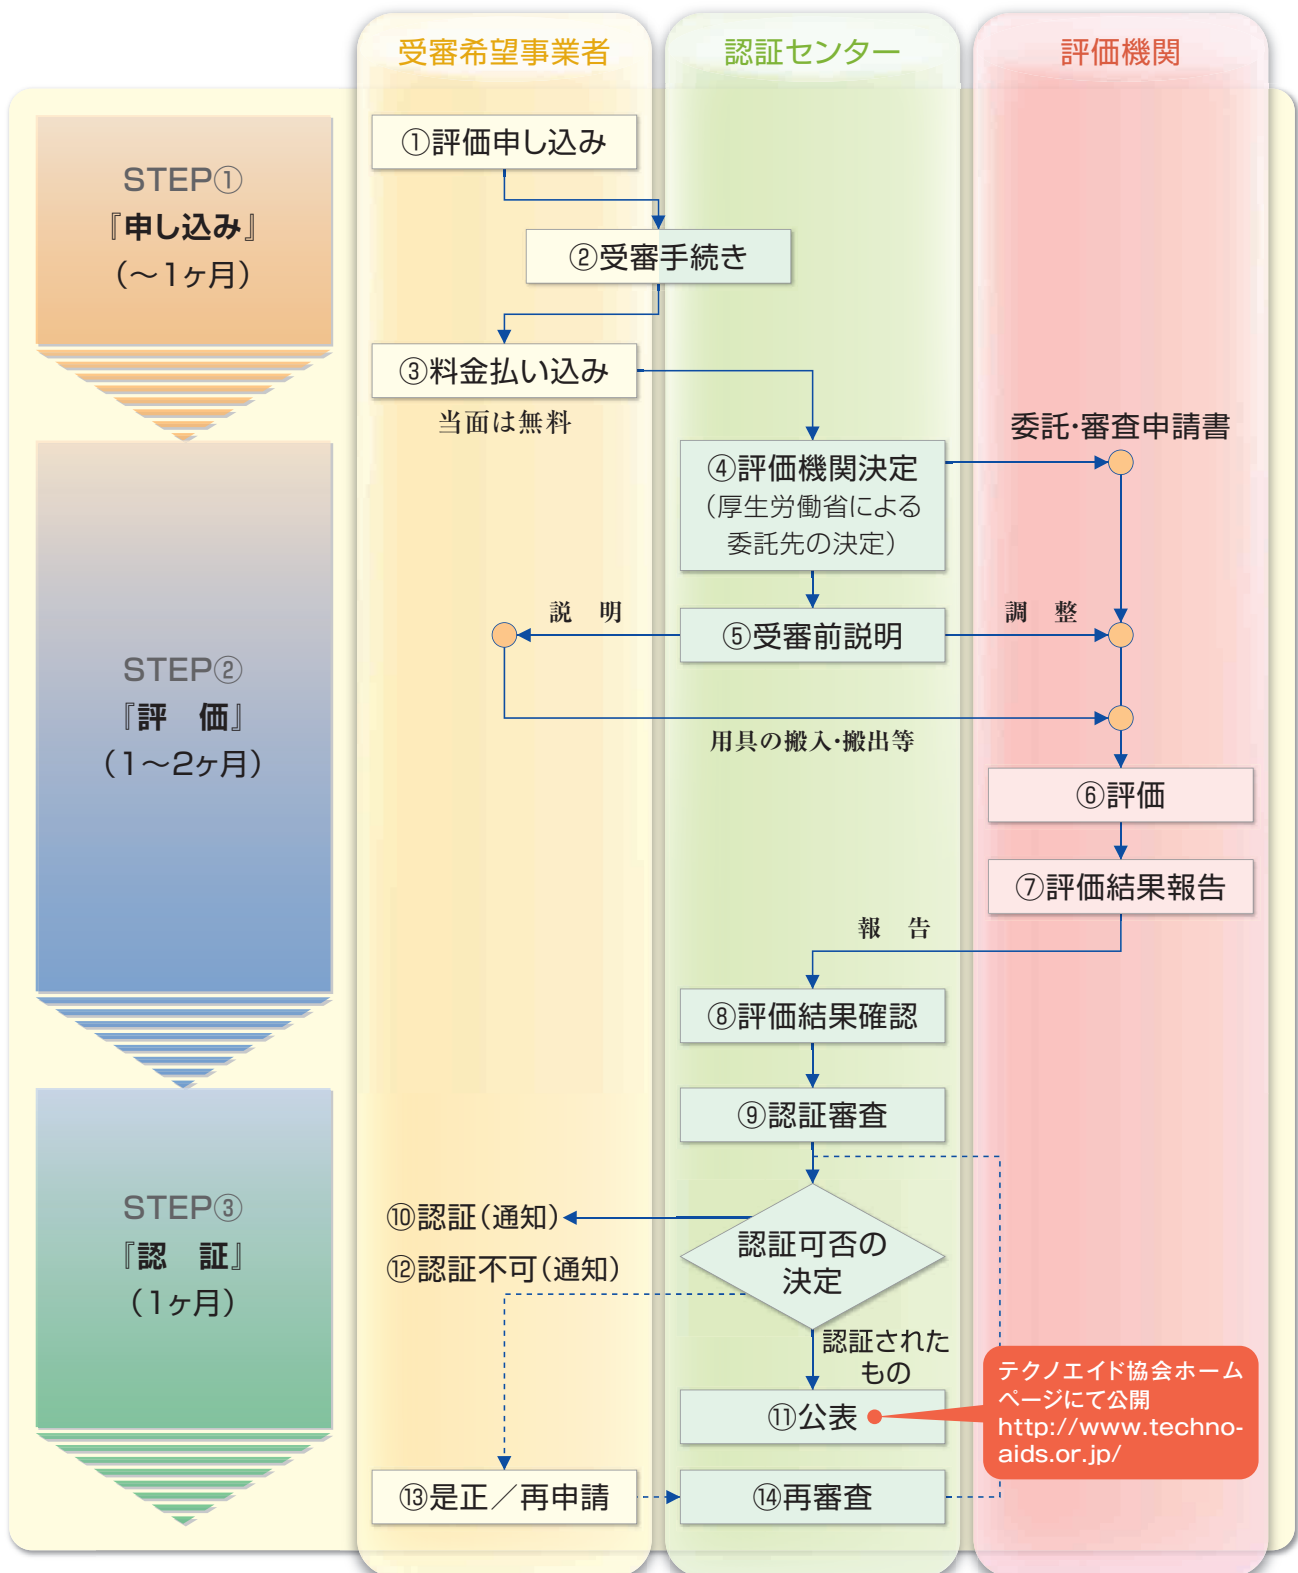 受審希望事業者
認証センター
評価機関
STEP①
『申し込み』
（～1ヶ月）
①評価申し込み
②受審手続き
③料金払い込み
当面は無料
委託・審査申請書
④評価機関決定
（厚生労働省による
委託先の決定）
STEP②
『評　価』
（1～2ヶ月）
説　明
⑤受審前説明
調　整
用具の搬入・搬出等
⑥評価
⑦評価結果報告
報　告
⑧評価結果確認
⑨認証審査
STEP③
『認　証』
（1ヶ月）
⑩認証（通知）
⑫認証不可（通知）
認証可否の
決定
認証された
もの
⑪公表
テクノエイド協会ホーム
ページにて公開
http://www.techno-
aids.or.jp/
⑬是正／再申請
⑭再審査